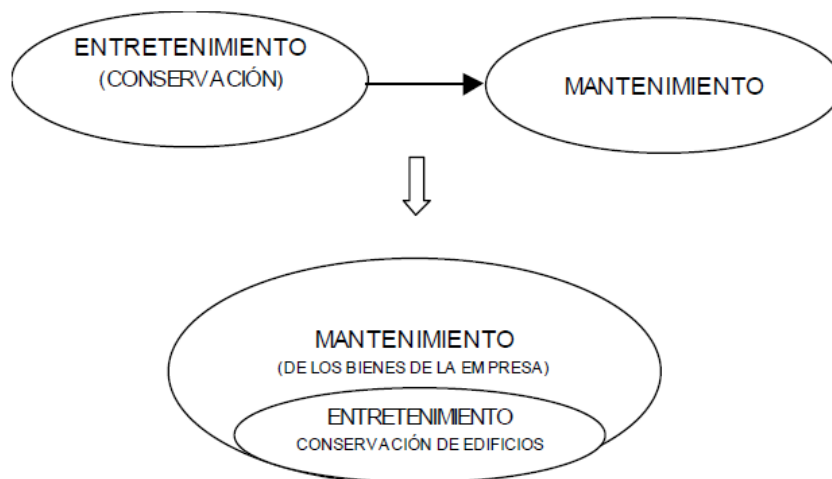 ENTRETENIMIENTO
(CONSERVACIÓN)
MANTENIMIENTO
MANTENIMIENTO
(DE LOS BIENES DE LA EMPRESA)
ENTRETENIMIENTO
CONSERVACIÓN DE EDIFICIOS